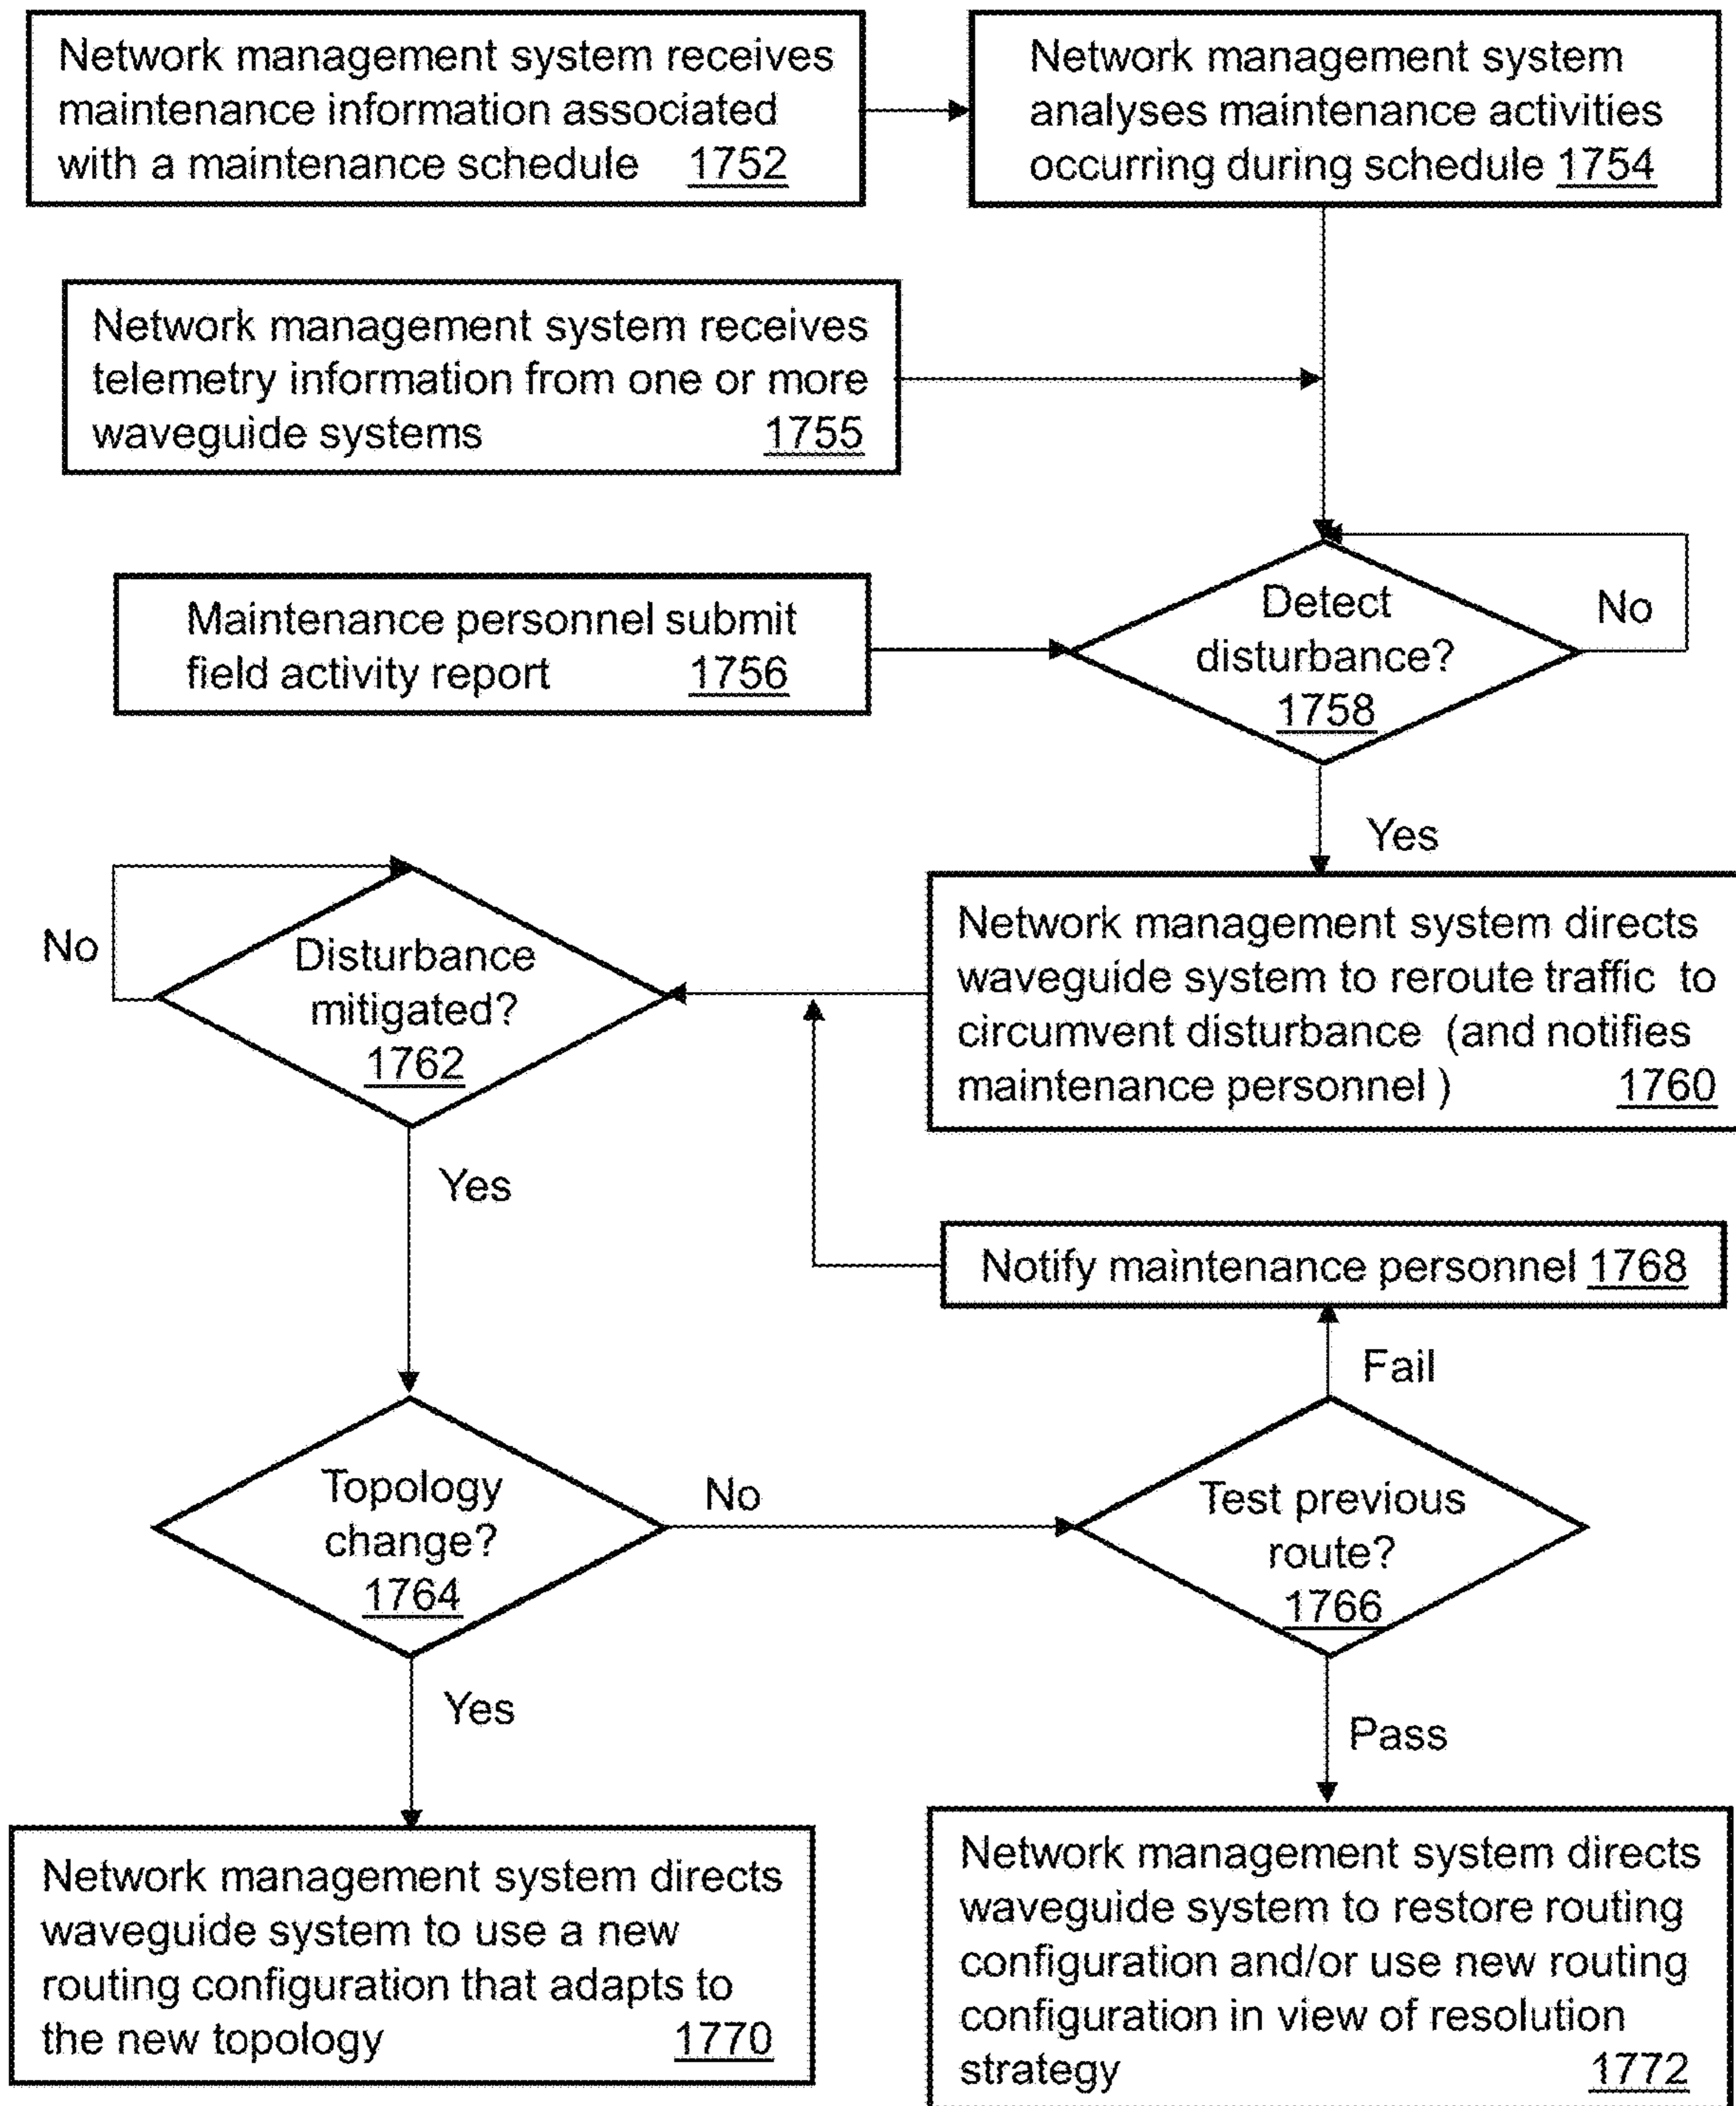 Network management system receives
maintenance information associated
with a maintenance schedule 1752
Network management system
analyses maintenance activities
occurring during schedule 1754
Network management system receives
telemetry information from one or more
waveguide systems 1755
Maintenance personnel submit
field activity report 1756
Detect
disturbance?
1758
No
Yes
Network management system directs
waveguide system to reroute traffic to
circumvent disturbance (and notifies
maintenance personnel ) 1760
No
Disturbance
mitigated?
1762
Yes
Notify maintenance personnel 1768
Fail
Topology
change?
1764
No
Test previous
route?
1766
Yes
Pass
Network management system directs
waveguide system to use a new
routing configuration that adapts to
the new topology 1770
Network management system directs
waveguide system to restore routing
configuration and/or use new routing
configuration in view of resolution
strategy 1772